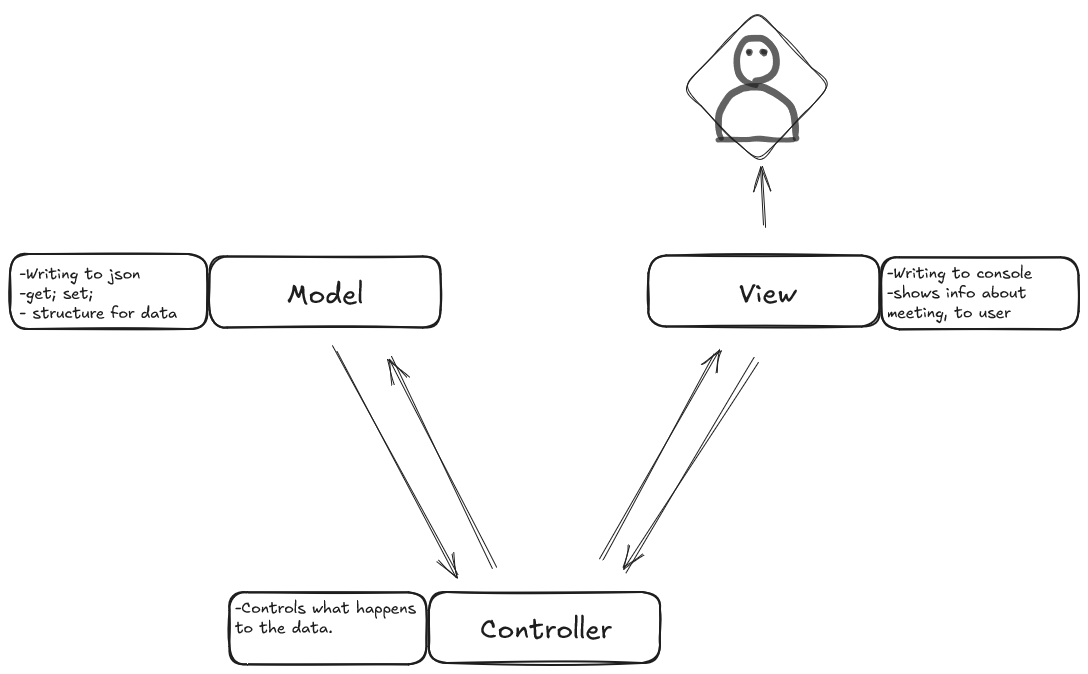 -Writing to json
-get; set;
- structure for data
Model
View
-Writing to console
-shows info about
meeting, to user
-Controls what happens
to the data.
Controller